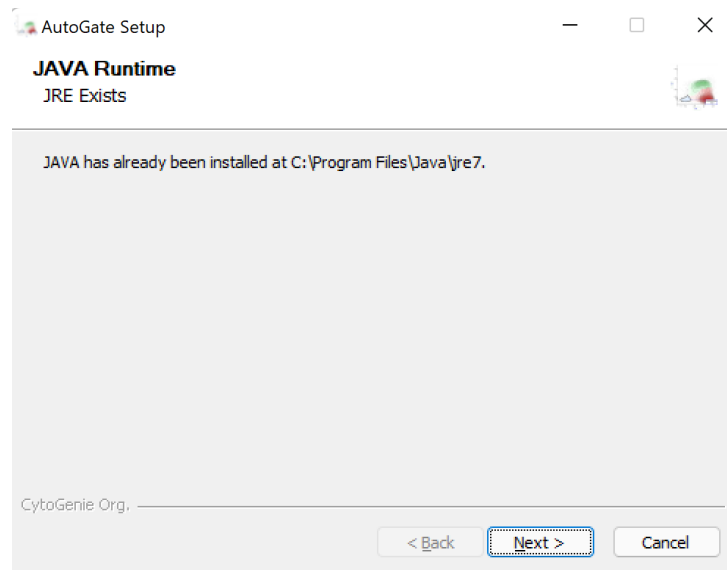 AutoGate Setup
JAVA Runtime
JRE Exists
JAVA has already been installed at C:\Program Files\Java\jre7.
CytoGenie Org.
< Back
Next >
Cancel